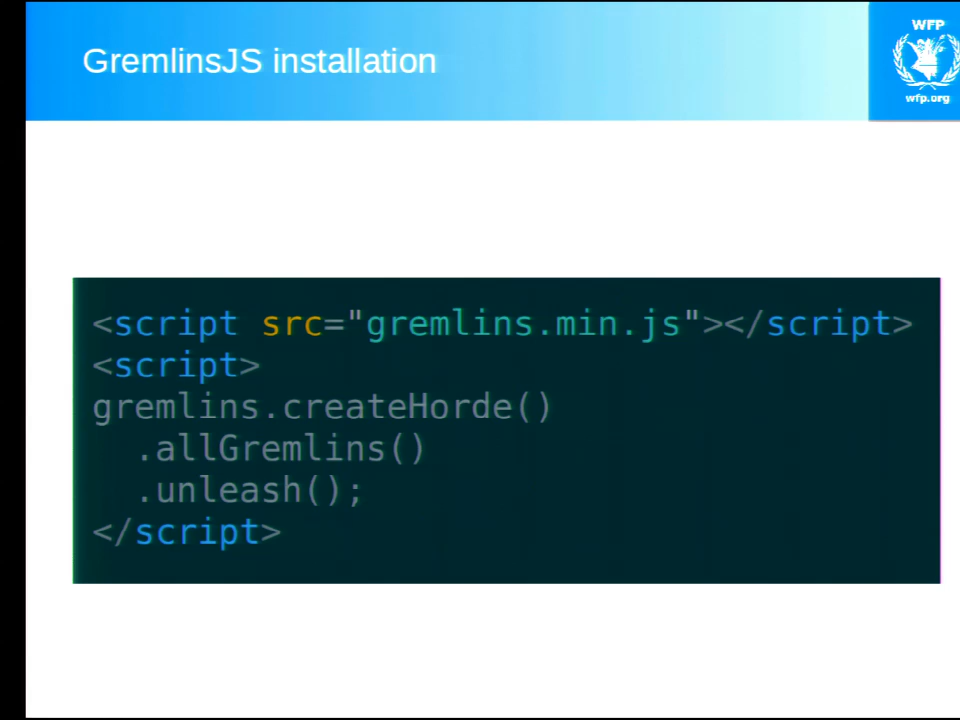 GremlinsJS installation
WFP
wfp.org
<script src="gremlins.min.js"></script>
<script>
gremlins.createHorde()
  .allGremlins()
  .unleash();
</script>